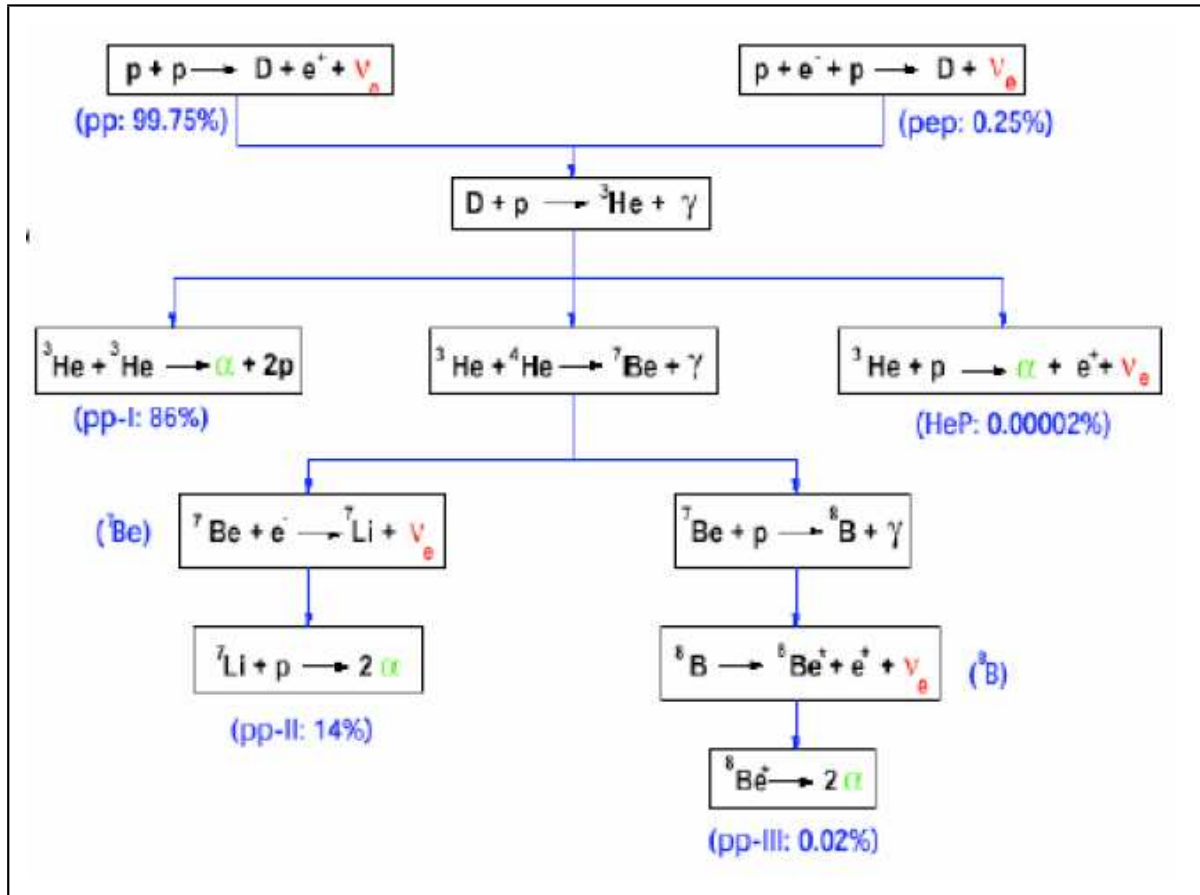 p + p → D + e⁺ + νₑ
p + e⁻ + p → D + νₑ
(pp: 99.75%)
(pep: 0.25%)
D + p → ³He + γ
³He + ³He → α + 2p
³He + ⁴He → ⁷Be + γ
³He + p → α + e⁺ + νₑ
(pp-I: 86%)
(HeP: 0.00002%)
(⁷Be)
⁷Be + e⁻ → ⁷Li + νₑ
⁷Be + p → ⁸B + γ
⁷Li + p → 2 α
⁸B → ⁸Be* + e⁺ + νₑ
(⁸B)
(pp-II: 14%)
⁸Be* → 2 α
(pp-III: 0.02%)